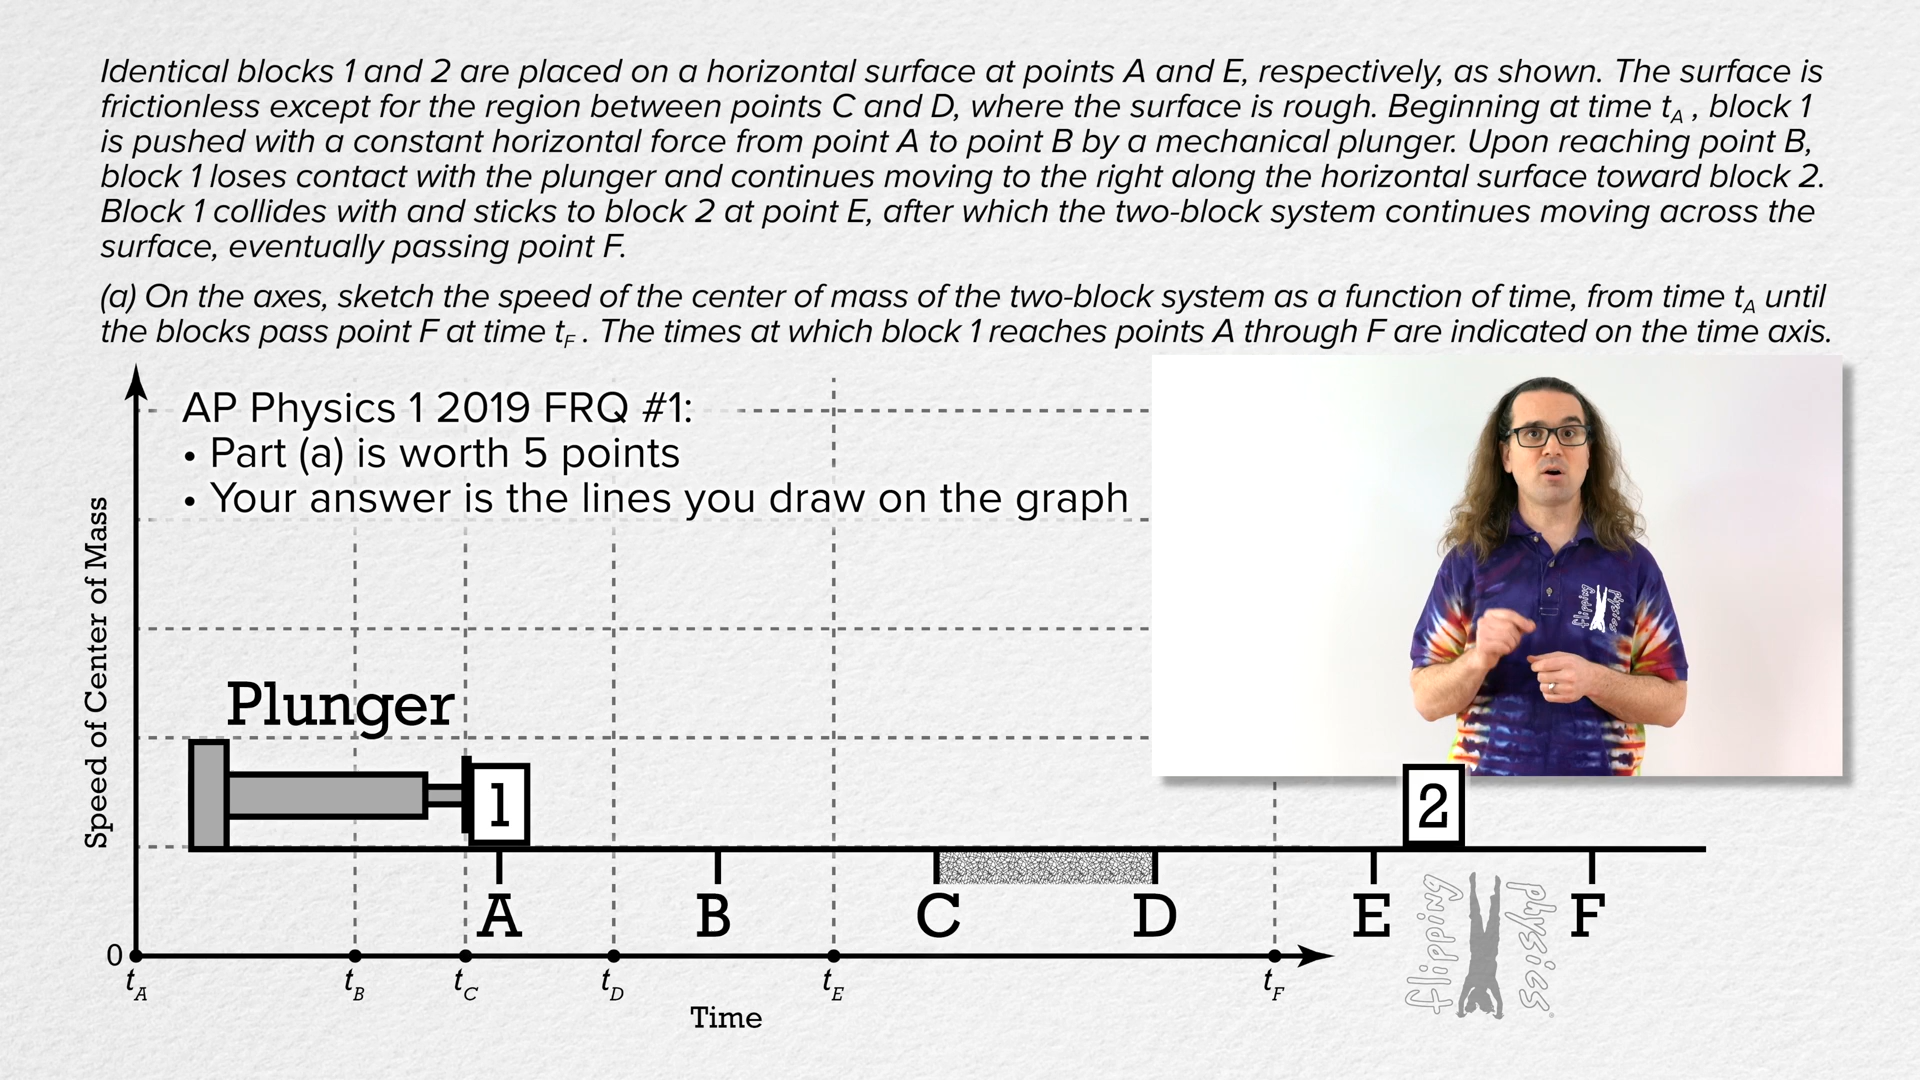 Identical blocks 1 and 2 are placed on a horizontal surface at points A and E, respectively, as shown. The surface is
frictionless except for the region between points C and D, where the surface is rough. Beginning at time tA , block 1
is pushed with a constant horizontal force from point A to point B by a mechanical plunger. Upon reaching point B,
block 1 loses contact with the plunger and continues moving to the right along the horizontal surface toward block 2.
Block 1 collides with and sticks to block 2 at point E, after which the two-block system continues moving across the
surface, eventually passing point F.
(a) On the axes, sketch the speed of the center of mass of the two-block system as a function of time, from time tA until
the blocks pass point F at time tF . The times at which block 1 reaches points A through F are indicated on the time axis.
AP Physics 1 2019 FRQ #1:
• Part (a) is worth 5 points
• Your answer is the lines you draw on the graph
flipping physics
Speed of Center of Mass
Plunger
1
2
A B C D E F
flipping physics
0
tA tB tC tD tE tF
Time